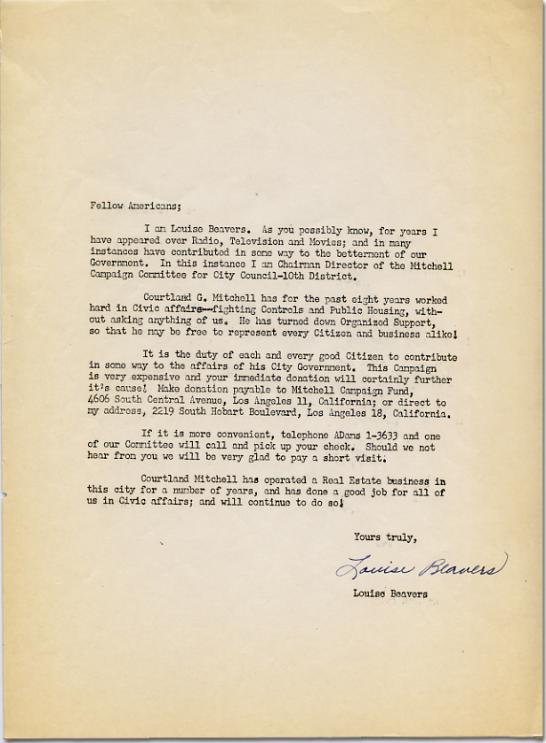 Fellow Americans;
I am Louise Beavers. As you possibly know, for years I
have appeared over Radio, Television and Movies; and in many
instances have contributed in some way to the betterment of our
Government. In this instance I am Chairman Director of the Mitchell
Campaign Committee for City Council-10th District.
Courtland G. Mitchell has for the past eight years worked
hard in Civic affairs--fighting Controls and Public Housing, with-
out asking anything of us. He has turned down Organized Support,
so that he may be free to represent every Citizen and business alike!
It is the duty of each and every good Citizen to contribute
in some way to the affairs of his City Government. This Campaign
is very expensive and your immediate donation will certainly further
it's cause! Make donation payable to Mitchell Campaign Fund,
4606 South Central Avenue, Los Angeles 11, California; or direct to
my address, 2219 South Hobart Boulevard, Los Angeles 18, California.
If it is more convenient, telephone ADams 1-3633 and one
of our Committee will call and pick up your check. Should we not
hear from you we will be very glad to pay a short visit.
Courtland Mitchell has operated a Real Estate business in
this city for a number of years, and has done a good job for all of
us in Civic affairs; and will continue to do so!
Yours truly,
Louise Beavers
Louise Beavers